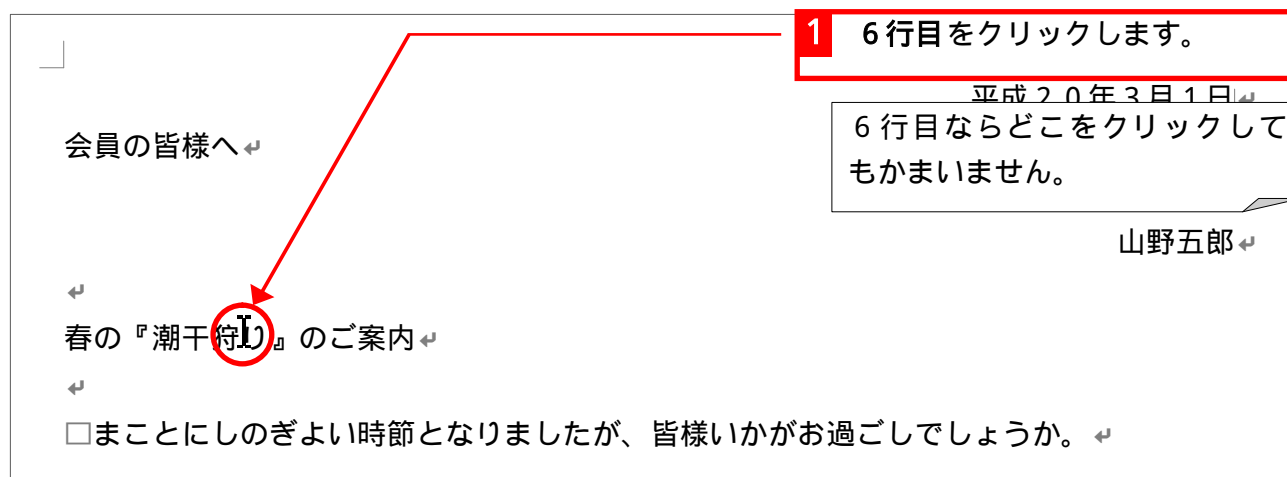 1 6行目をクリックします。
平成20年3月1日↵
6行目ならどこをクリックして
もかまいません。
会員の皆様へ↵
山野五郎↵
↵
春の『潮干狩り』のご案内↵
↵
□まことにしのぎよい時節となりましたが、皆様いかがお過ごしでしょうか。↵